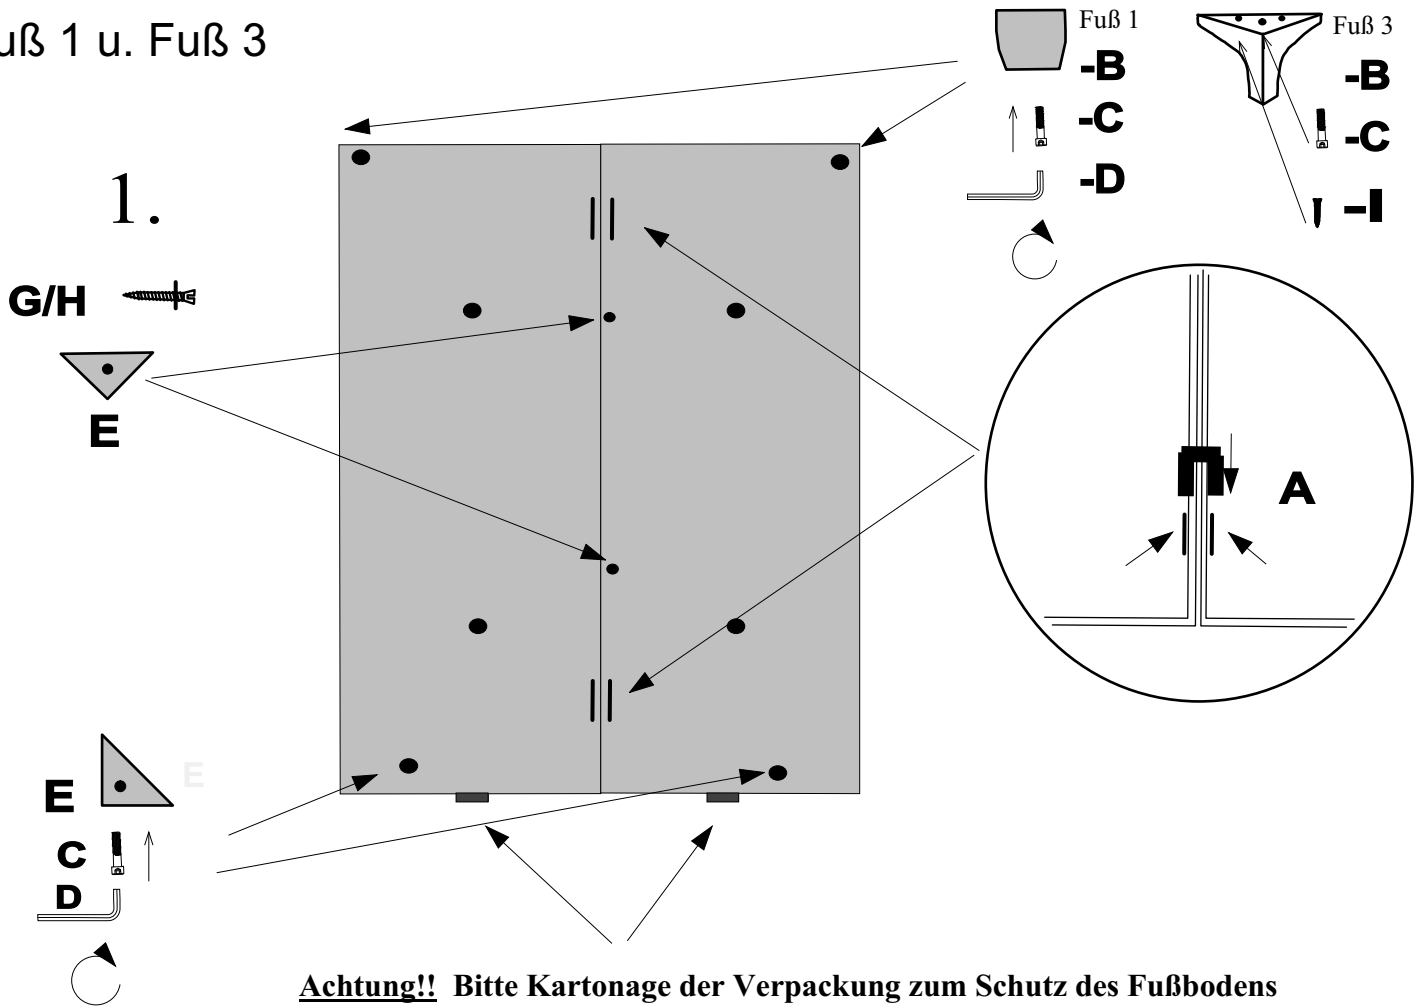 uß 1 u. Fuß 3
Fuß 1
-B
-C
-D
Fuß 3
-B
-C
-I
1.
G/H
E
A
E
E
C
D
Achtung!! Bitte Kartonage der Verpackung zum Schutz des Fußbodens